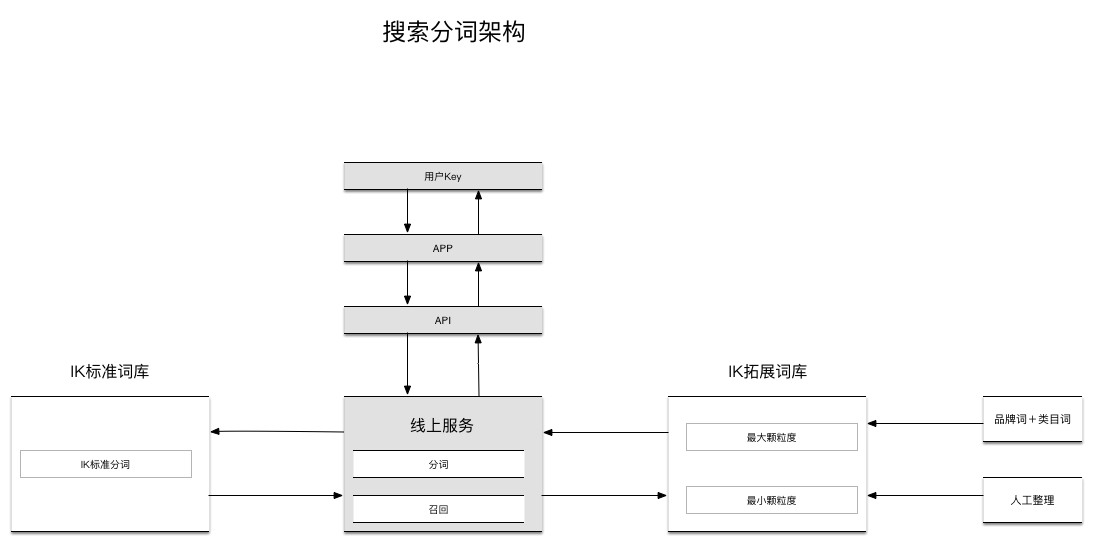 搜索分词架构
用户Key
APP
API
IK标准词库
IK标准分词
线上服务
分词
召回
IK拓展词库
最大颗粒度
最小颗粒度
品牌词+类目词
人工整理